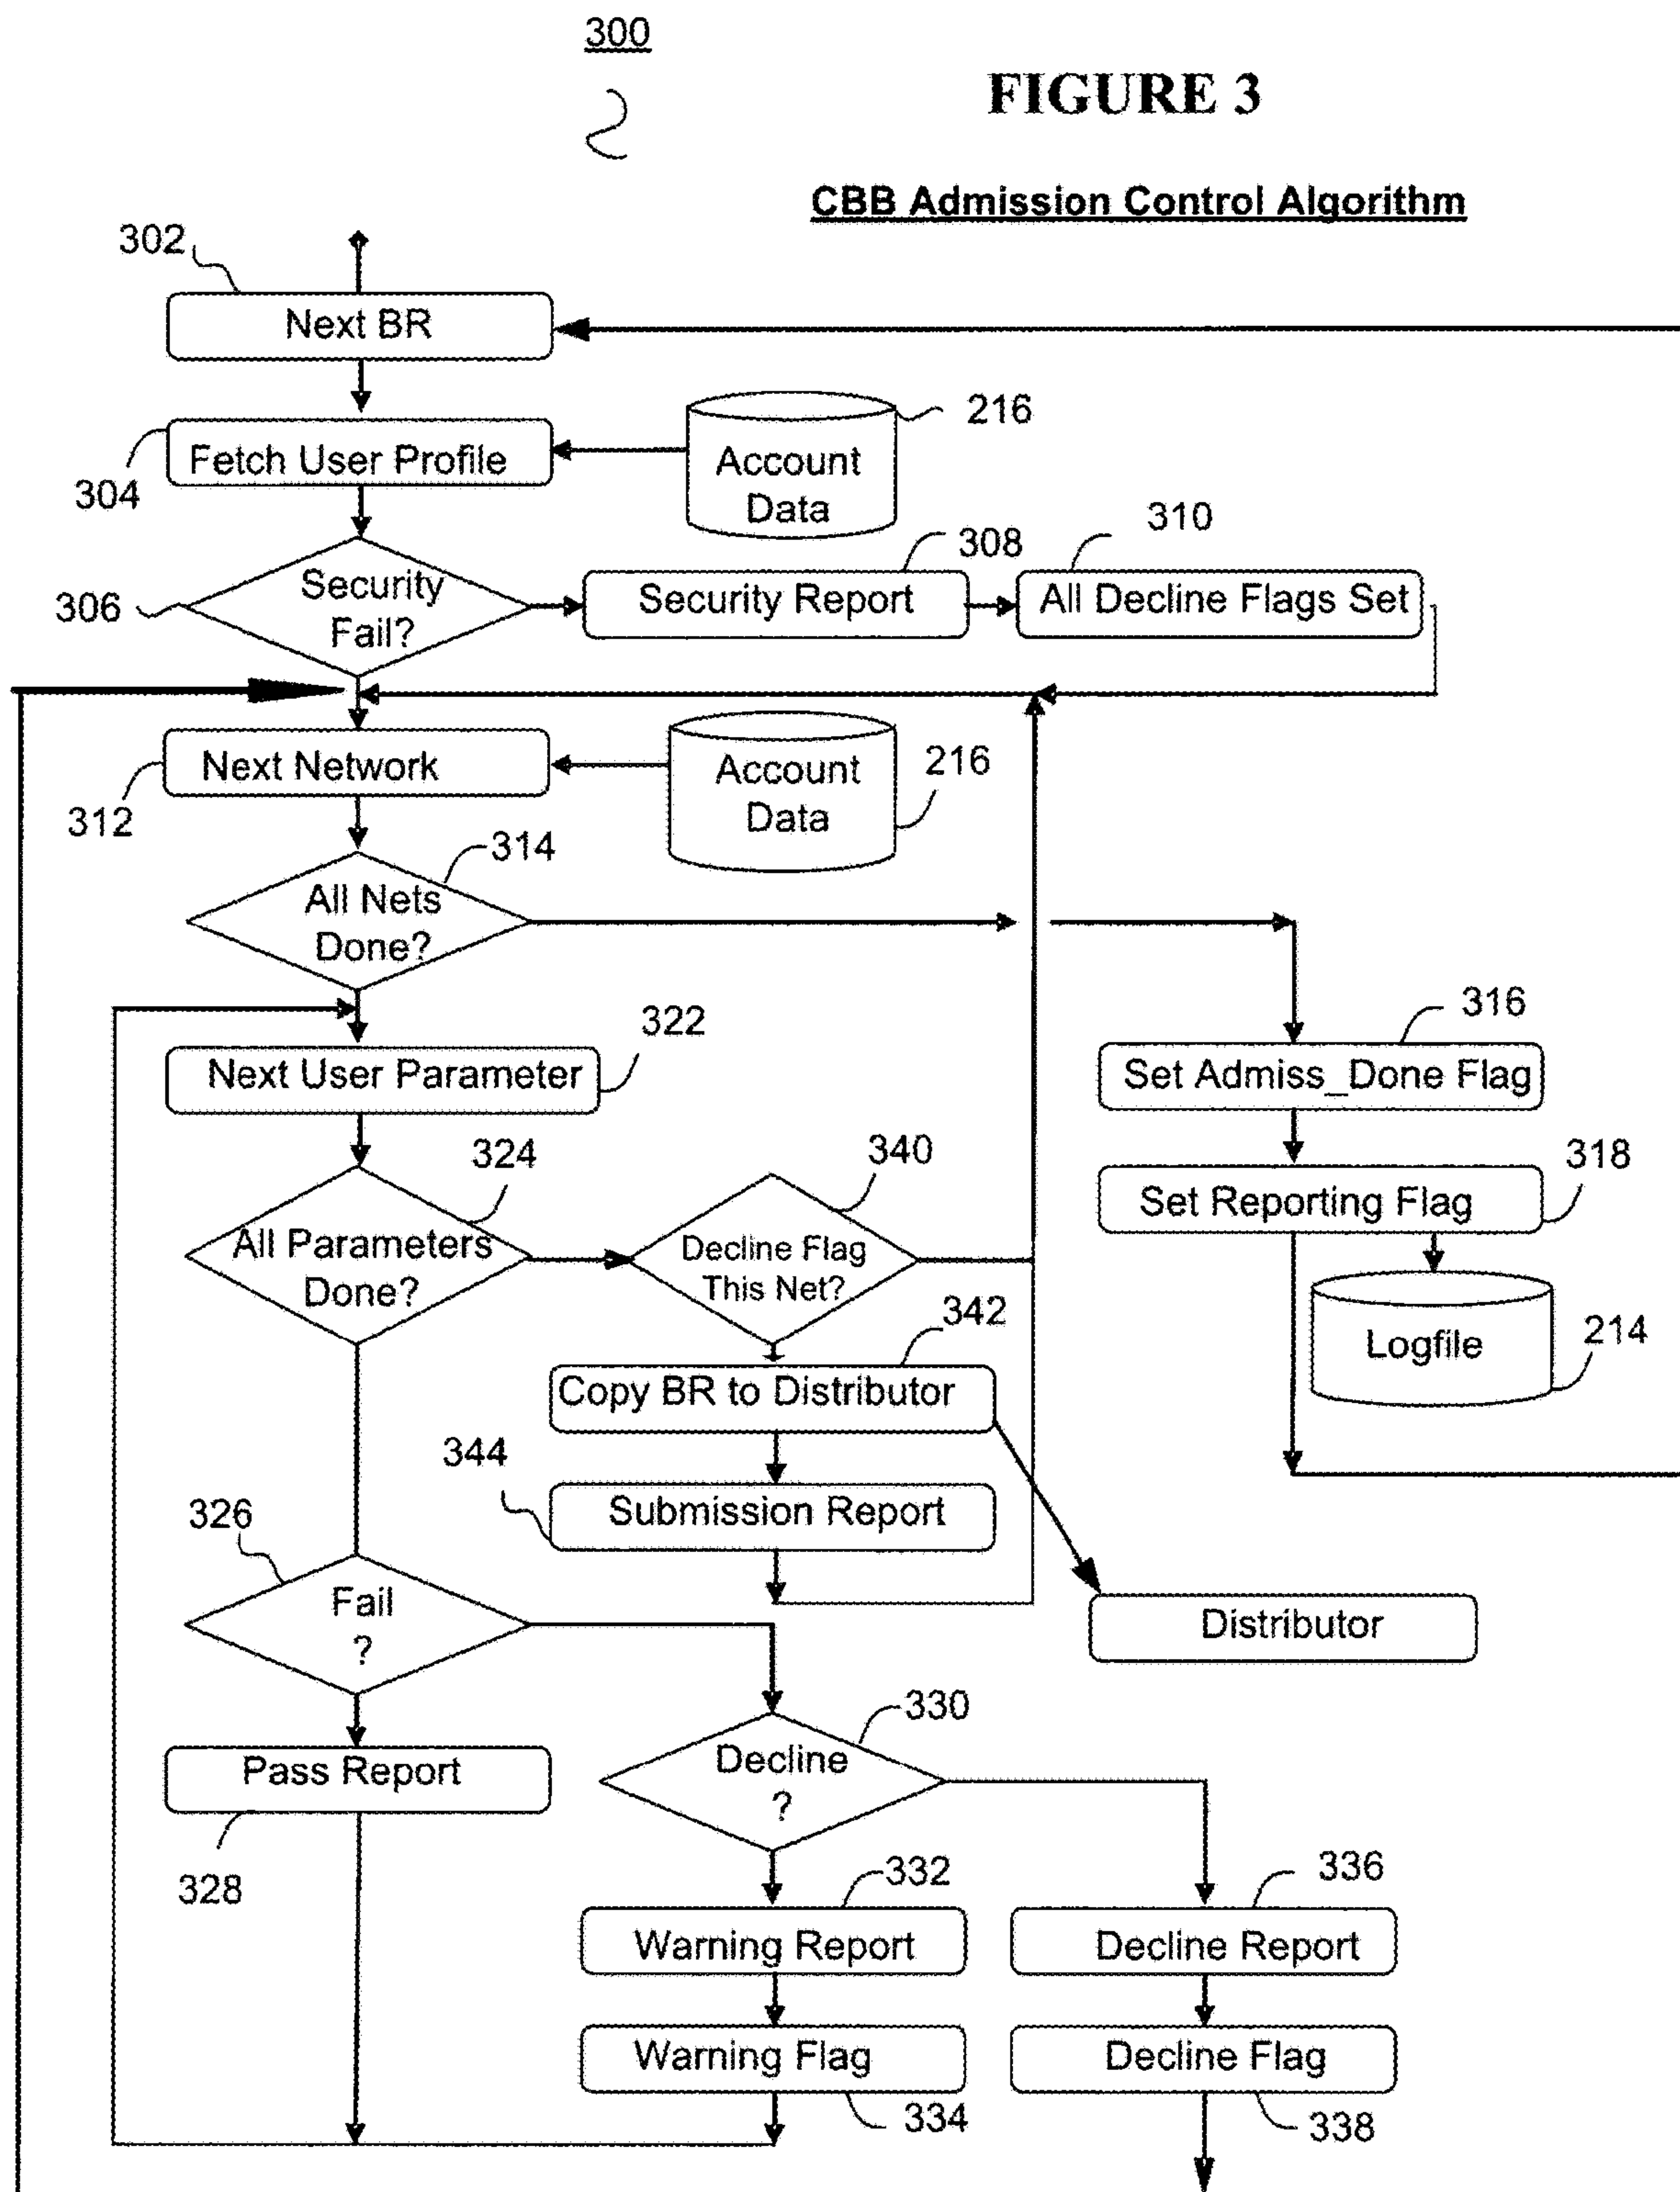 300
FIGURE 3
CBB Admission Control Algorithm
302
Next BR
216
Account
Data
Fetch User Profile
304
310
308
Security
Fail?
306
Security Report
All Decline Flags Set
Next Network
312
Account
Data
216
314
All Nets
Done?
316
322
Next User Parameter
Set Admiss_Done Flag
324
340
318
Set Reporting Flag
All Parameters
Done?
Decline Flag
This Net?
342
214
Logfile
Copy BR to Distributor
344
Submission Report
326
Fail
?
Distributor
330
Decline
?
Pass Report
328
332
336
Warning Report
Decline Report
Warning Flag
Decline Flag
334
338